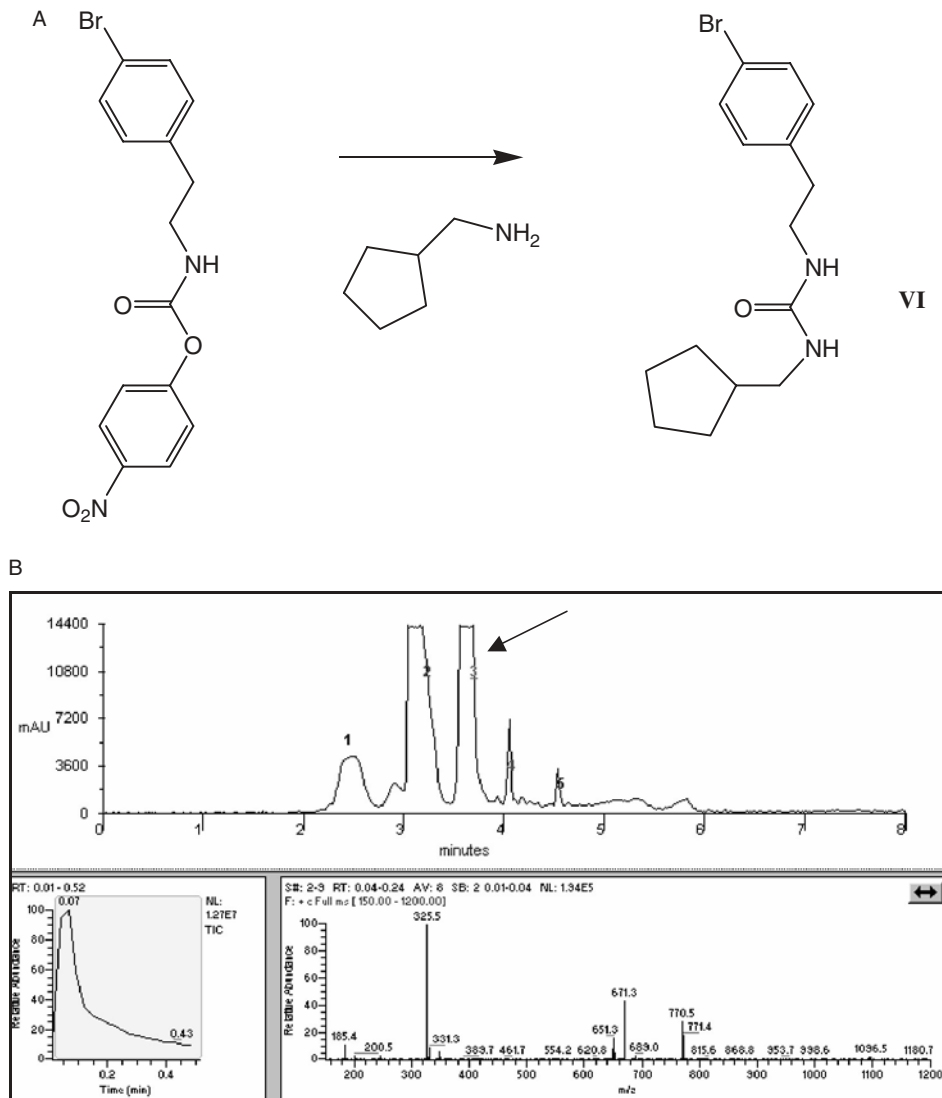 A
Br
Br
NH2
NH
O
O
O2N
NH
O
NH
VI
B
14400
10800
7200
3600
0
mAU
1
2
3
5
0 1 2 3 4 5 6 7 8
minutes
RT: 0.01 - 0.52
0.07
NL:
1.27E7
TIC
100
80
60
40
20
0
Relative Abundance
0.43
0.2 0.4
Time (min)
S#: 2-9 RT: 0.04-0.24 AV: 8 SB: 2 0.01-0.04 NL: 1.34E5
F: + c Full ms [ 150.00 - 1200.00]
100
80
60
40
20
0
Relative Abundance
325.5
185.4
200.5
331.3
389.7
461.7
554.2
620.8
651.3
671.3
689.0
770.5
771.4
815.6
868.8
953.7
998.6
1096.5
1180.7
200 300 400 500 600 700 800 900 1000 1100 1200
m/z